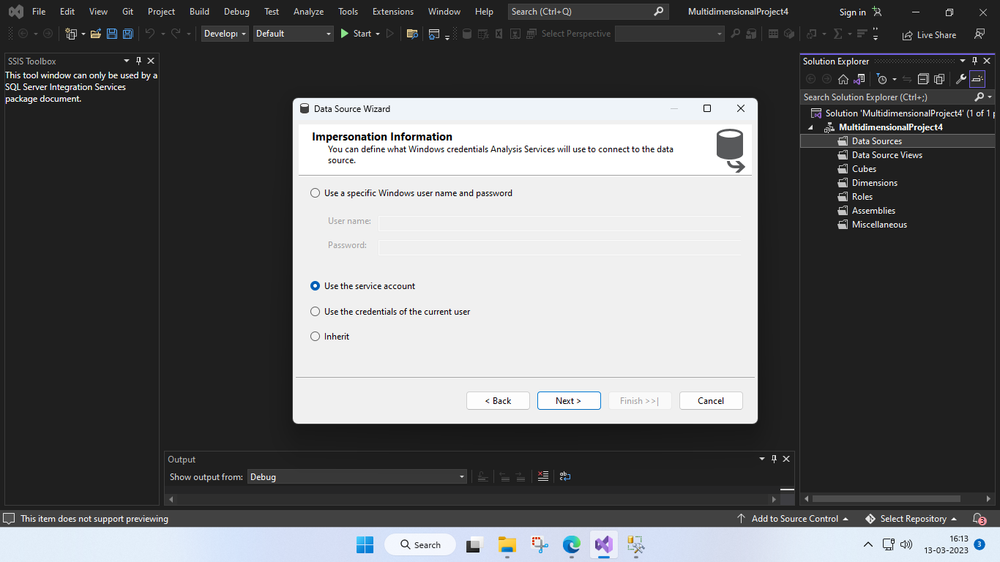 File Edit View Git Project Build Debug Test Analyze Tools Extensions Window Help Search (Ctrl+Q) MultidimensionalProject4 Sign in
Developr Default Start Select Perspective Live Share
SSIS Toolbox
This tool window can only be used by a
SQL Server Integration Services
package document.
Data Source Wizard
Impersonation Information
You can define what Windows credentials Analysis Services will use to connect to the data
source.
Use a specific Windows user name and password
User name:
Password:
Use the service account
Use the credentials of the current user
Inherit
< Back Next > Finish >>| Cancel
Output
Show output from: Debug
Solution Explorer
Search Solution Explorer (Ctrl+;)
Solution 'MultidimensionalProject4' (1 of 1 p
MultidimensionalProject4
Data Sources
Data Source Views
Cubes
Dimensions
Roles
Assemblies
Miscellaneous
This item does not support previewing Add to Source Control Select Repository 3
Search 16:13
13-03-2023 3